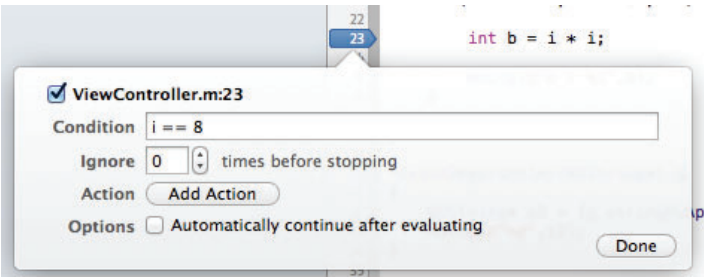 22
23 int b = i * i;
ViewController.m:23
Condition i == 8
Ignore 0 times before stopping
Action Add Action
Options Automatically continue after evaluating
Done